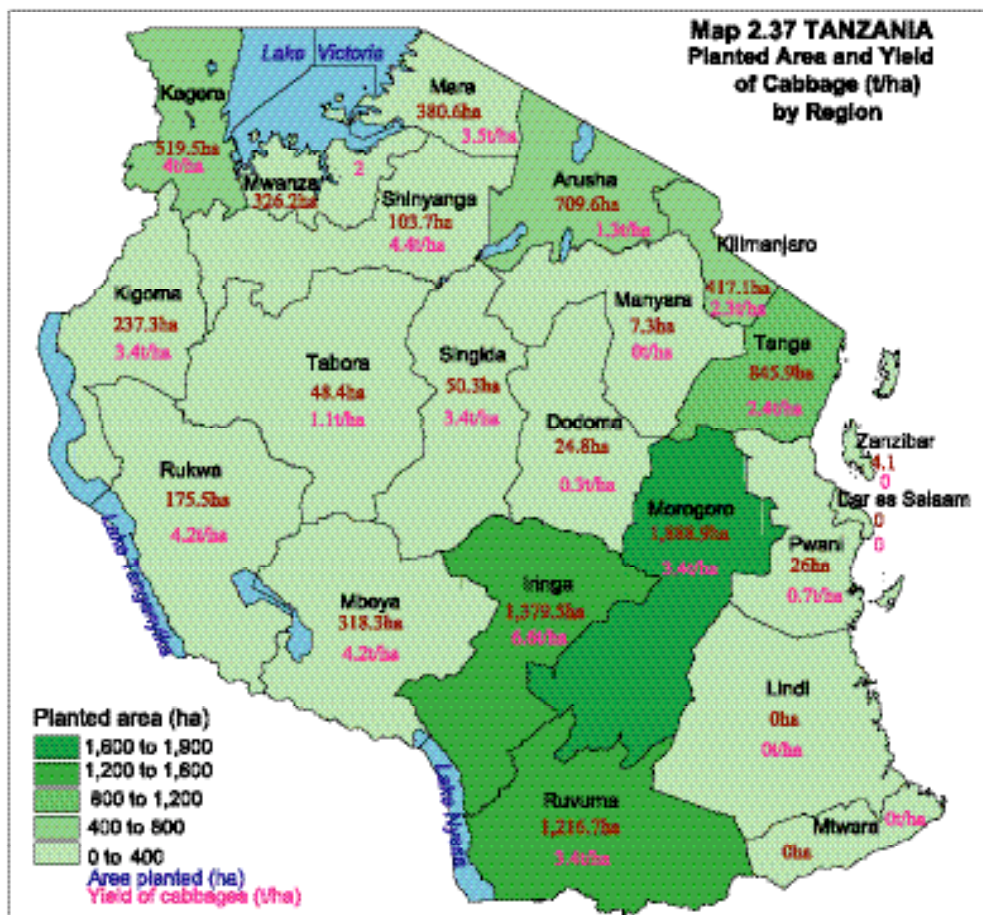 Map 2.37 TANZANIA
Planted Area and Yield
of Cabbage (t/ha)
by Region
Lake Victoria
Kagera
519.5ha
4t/ha
Mara
380.6ha
3.5t/ha
Mwanza
326.2ha
2
Shinyanga
103.7ha
4.4t/ha
Arusha
709.6ha
1.3t/ha
Kilimanjaro
417.1ha
2.3t/ha
Kigoma
237.3ha
3.4t/ha
Tabora
48.4ha
1.1t/ha
Singida
50.3ha
3.4t/ha
Manyara
7.3ha
0t/ha
Tanga
845.9ha
2.4t/ha
Dodoma
24.8ha
0.3t/ha
Zanzibar
4.1
0
Dar es Salaam
0
0
Rukwa
175.5ha
4.2t/ha
Morogoro
1,888.9ha
3.4t/ha
Pwani
26ha
0.7t/ha
Lake Tanganyika
Mbeya
318.3ha
4.2t/ha
Iringa
1,379.5ha
6.6t/ha
Lindi
0ha
0t/ha
Lake Nyasa
Ruvuma
1,216.7ha
3.4t/ha
Mtwara
0t/ha
0ha
Planted area (ha)
1,600 to 1,900
1,200 to 1,600
800 to 1,200
400 to 800
0 to 400
Area planted (ha)
Yield of cabbages (t/ha)